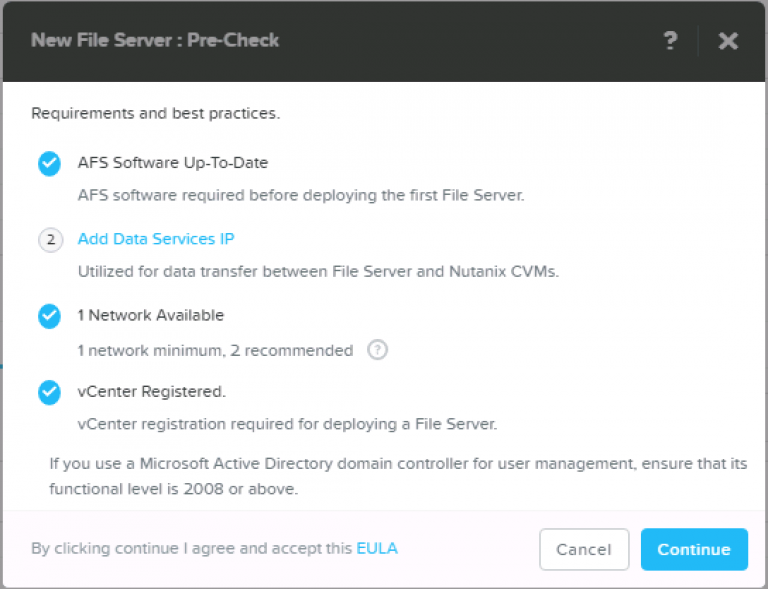 New File Server : Pre-Check
?
Requirements and best practices.
AFS Software Up-To-Date
AFS software required before deploying the first File Server.
2 Add Data Services IP
Utilized for data transfer between File Server and Nutanix CVMs.
1 Network Available
1 network minimum, 2 recommended ?
vCenter Registered.
vCenter registration required for deploying a File Server.
If you use a Microsoft Active Directory domain controller for user management, ensure that its
functional level is 2008 or above.
By clicking continue I agree and accept this EULA
Cancel
Continue